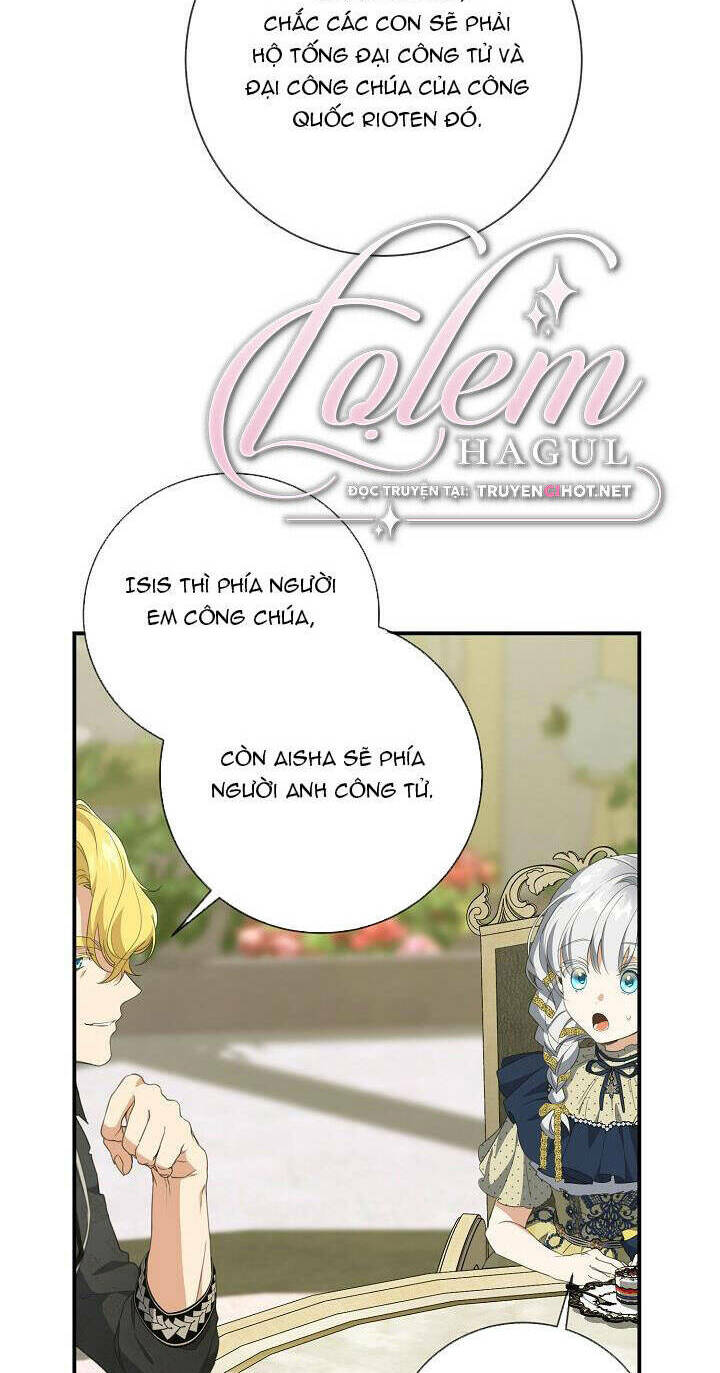 CHẮC CÁC CON SẼ PHẢI
HỘ TỐNG ĐẠI CÔNG TỬ VÀ
ĐẠI CÔNG CHÚA CỦA CÔNG
QUỐC RIOTEN ĐÓ.
Lọlem
HAGUL
ĐỌC TRUYỆN TẠI: TRUYENCIHOT.NET
ISIS THÌ PHÍA NGƯỜI
EM CÔNG CHÚA,
CÒN AISHA SẼ PHÍA
NGƯỜI ANH CÔNG TỬ.